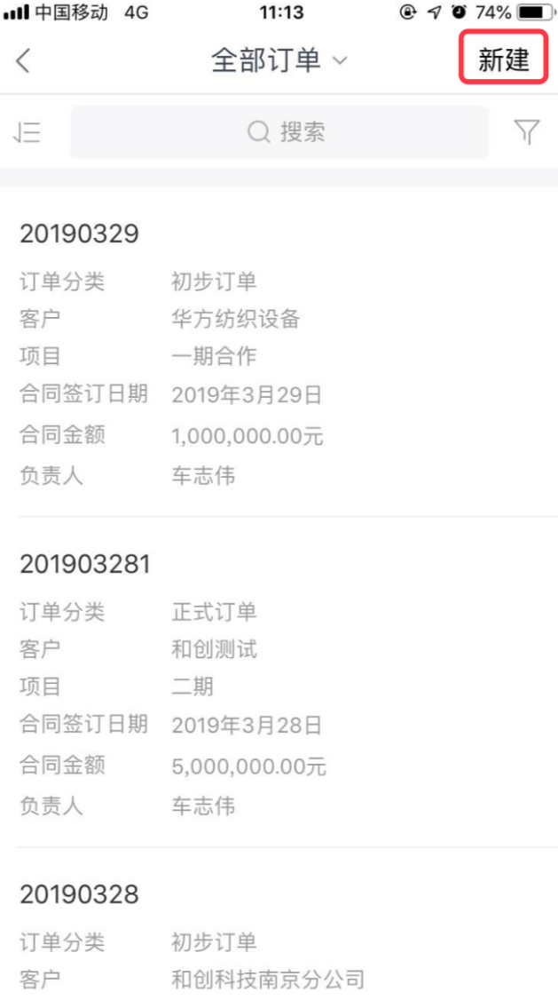 中国移动 4G 11:13 74%
全部订单 新建
搜索
20190329
订单分类 初步订单
客户 华方纺织设备
项目 一期合作
合同签订日期 2019年3月29日
合同金额 1,000,000.00元
负责人 车志伟
201903281
订单分类 正式订单
客户 和创测试
项目 二期
合同签订日期 2019年3月28日
合同金额 5,000,000.00元
负责人 车志伟
20190328
订单分类 初步订单
客户 和创科技南京分公司